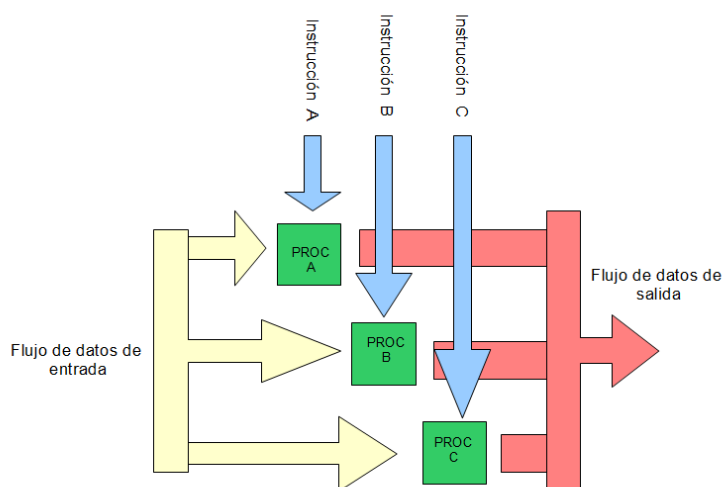 Instrucción A
Instrucción B
Instrucción C
PROC
A
Flujo de datos de
salida
PROC
B
Flujo de datos de
entrada
PROC
C